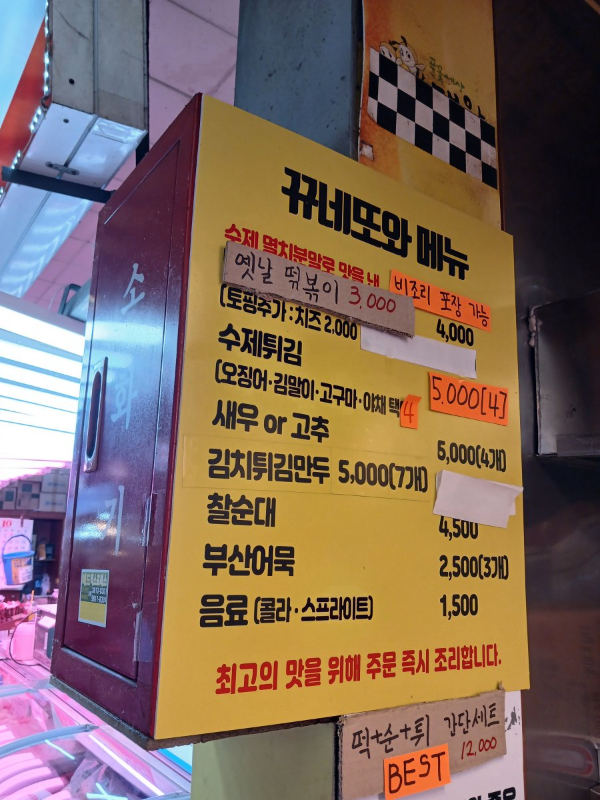 뀨네또와 메뉴
수제 멸치분말로 맛을 낸
옛날 떡볶이 3,000
비조리 포장 가능
(토핑추가 : 치즈 2,000
4,000
수제튀김
(오징어·김말이·고구마·야채 택4
5.000[4]
새우 or 고추
5,000(4개)
김치튀김만두 5,000(7개)
찰순대
4,500
부산어묵
2,500(3개)
음료 (콜라·스프라이트)
1,500
최고의 맛을 위해 주문 즉시 조리합니다.
떡+순+튀 간단세트
12,000
BEST
소화기